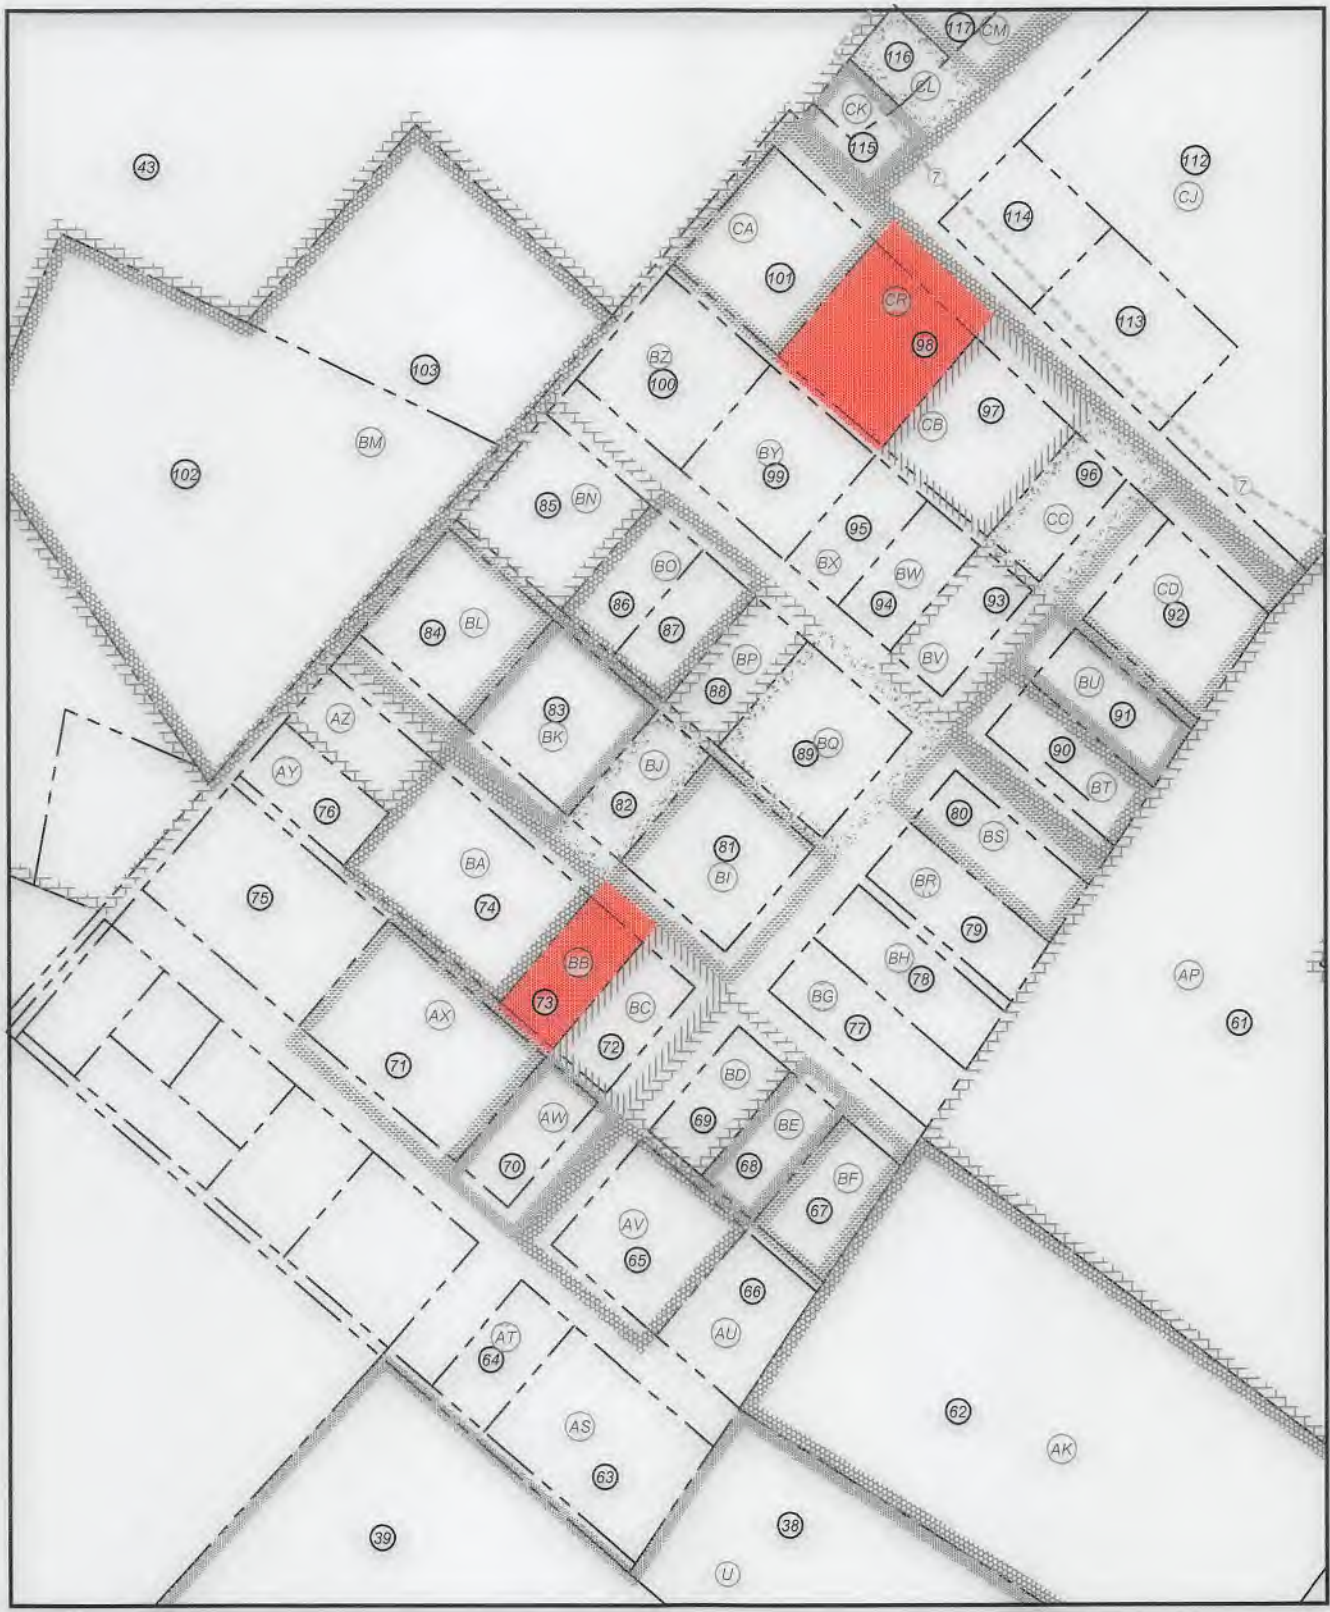 117
CM
116
CL
CK
115
43
112
7
CJ
114
CA
101
CR
113
98
BZ
100
103
97
CB
BM
BY
99
102
96
7
BN
85
CC
95
BO
BX
BW
CD
86
94
93
92
BL
84
87
BV
BP
BU
88
83
91
AZ
BK
BQ
90
89
BJ
AY
BT
82
76
80
BS
81
BA
BI
BR
75
74
79
BB
BH
78
AP
BG
73
BC
AX
61
77
72
71
BD
AW
69
BE
70
68
BF
67
AV
65
66
AU
AT
64
62
AS
AK
63
38
39
U